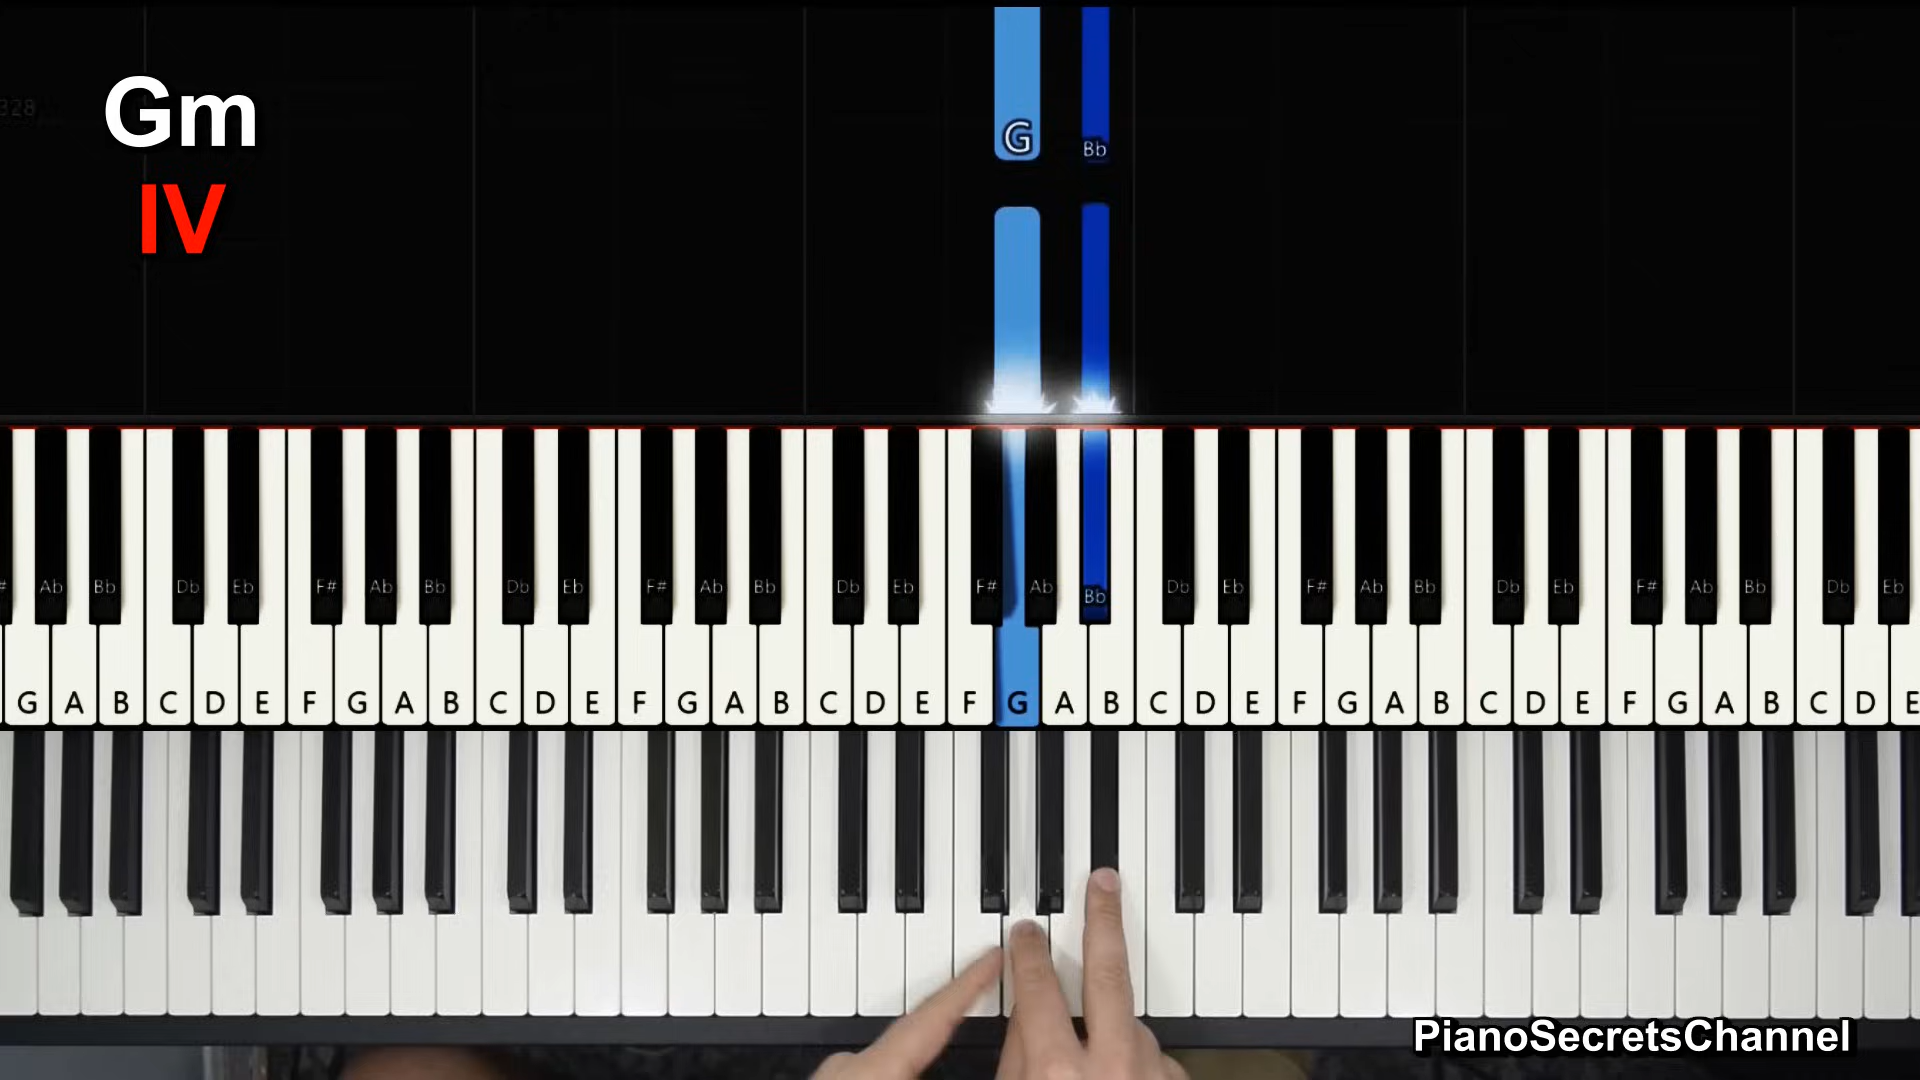 328
Gm
IV
G Bb
# Ab Bb Db Eb F# Ab Bb Db Eb F# Ab Bb Db Eb F# Ab Bb Db Eb F# Ab Bb Db Eb F# Ab Bb Db Eb
G A B C D E F G A B C D E F G A B C D E F G A B C D E F G A B C D E F G A B C D E
PianoSecretsChannel